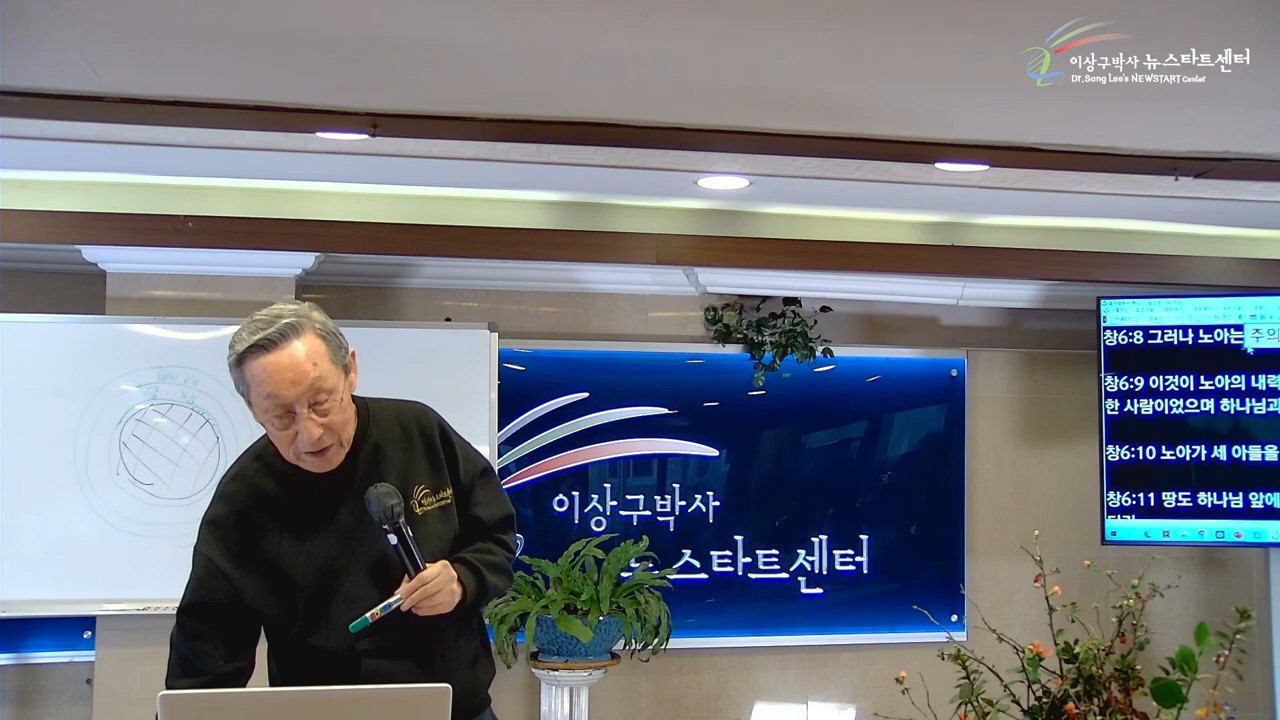 이상구박사 뉴스타트센터
Dr. Sang Lee's NEWSTART Center
이상구박사
뉴스타트센터
창6:8 그러나 노아는 주의
창6:9 이것이 노아의 내력
한 사람이었으며 하나님과
창6:10 노아가 세 아들을
창6:11 땅도 하나님 앞에